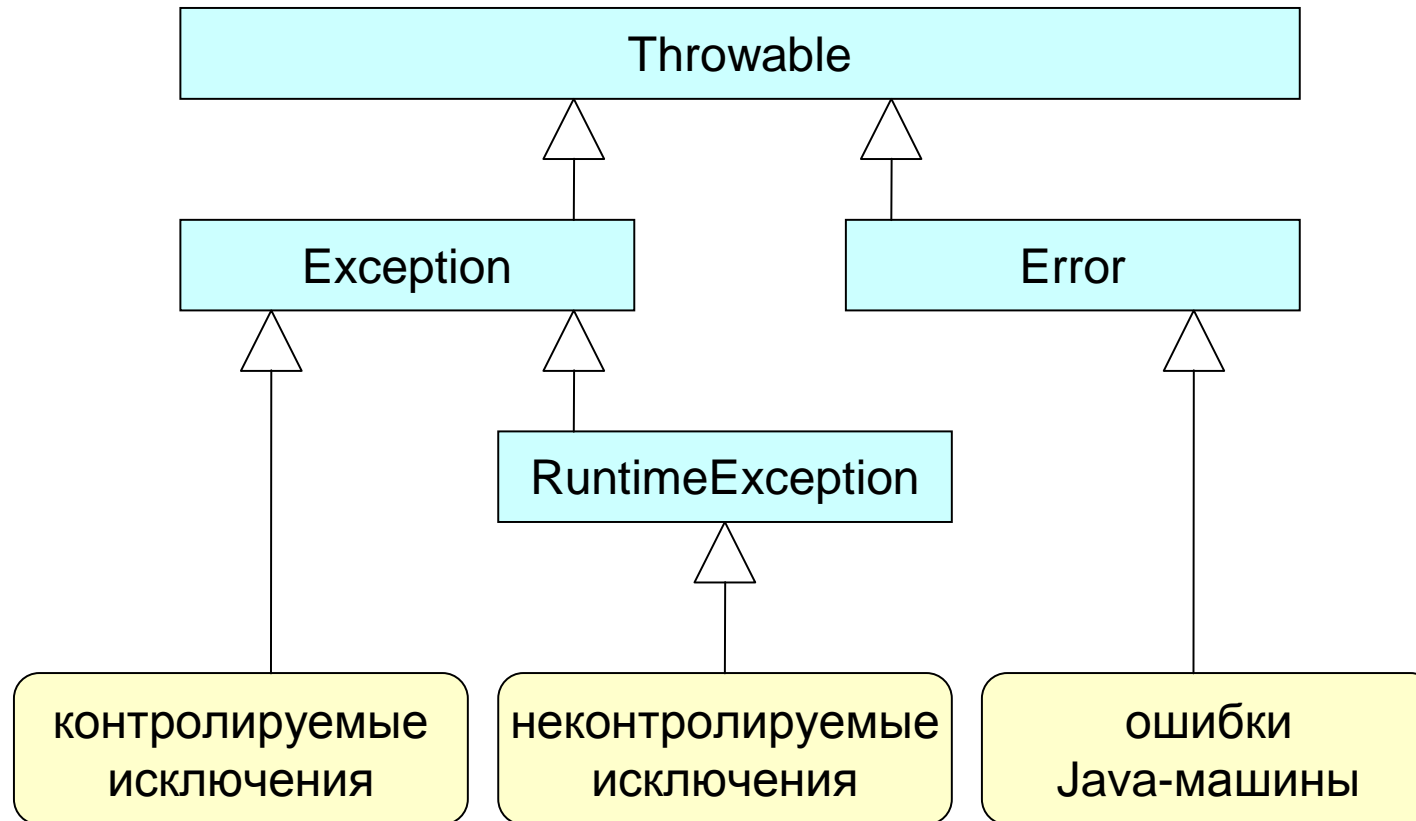 Throwable
Exception
Error
RuntimeException
контролируемые
исключения
неконтролируемые
исключения
ошибки
Java-машины